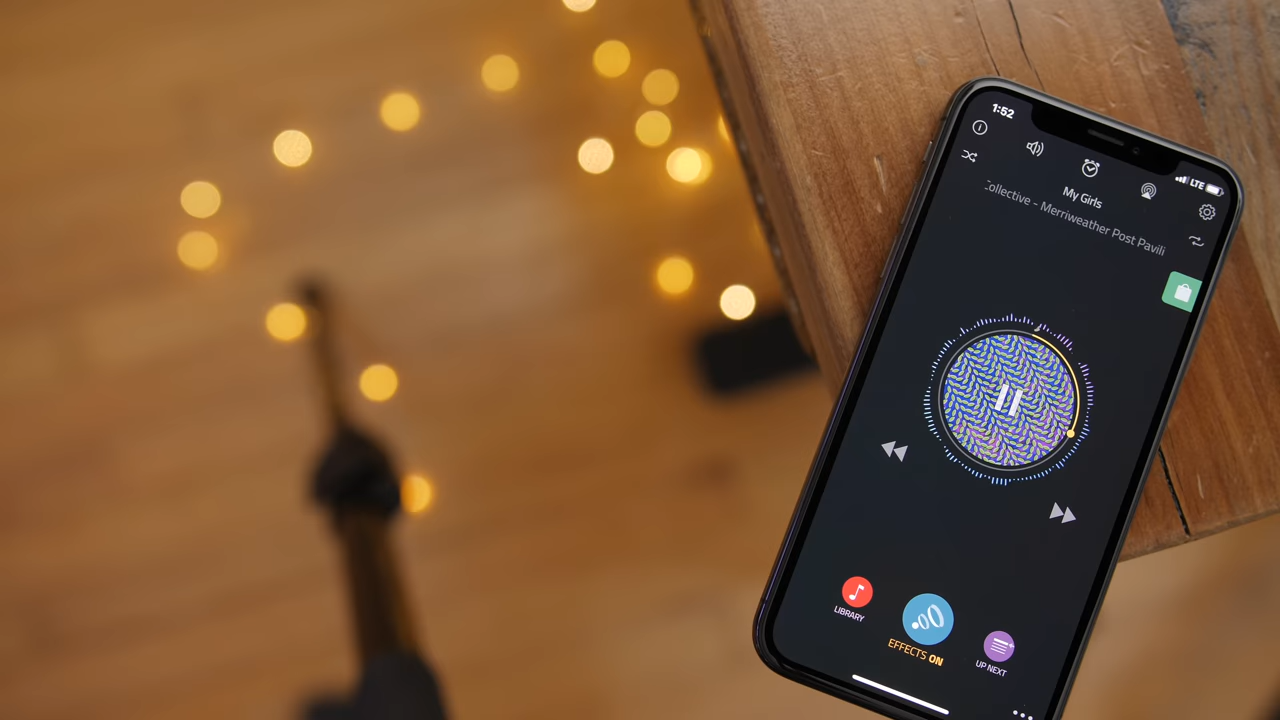 1:52
LTE
My Girls
Collective - Merriweather Post Pavili
LIBRARY
EFFECTS ON
UP NEXT